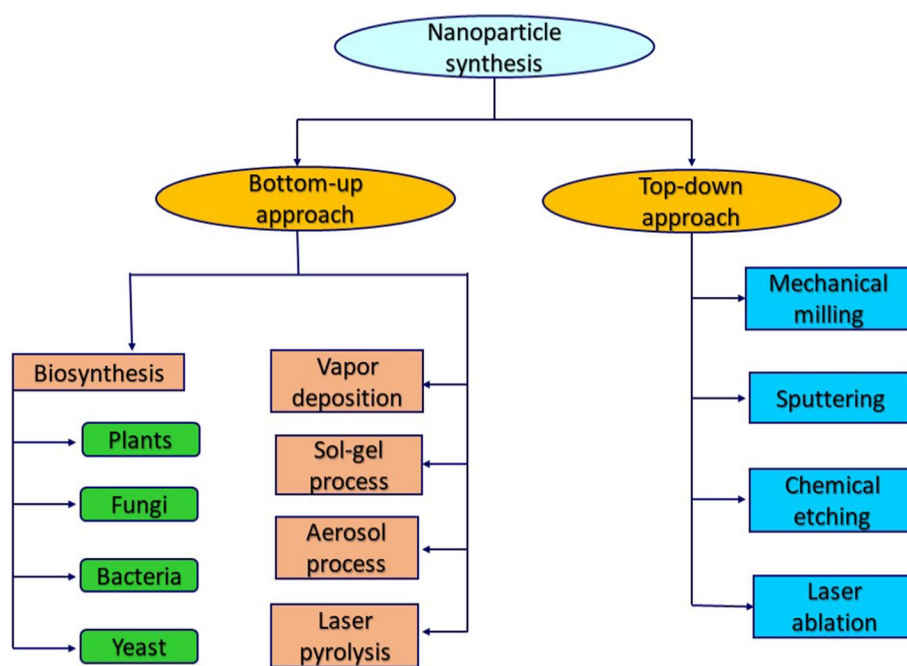 Nanoparticle
synthesis
Bottom-up
approach
Top-down
approach
Biosynthesis
Plants
Fungi
Bacteria
Yeast
Vapor
deposition
Sol-gel
process
Aerosol
process
Laser
pyrolysis
Mechanical
milling
Sputtering
Chemical
etching
Laser
ablation